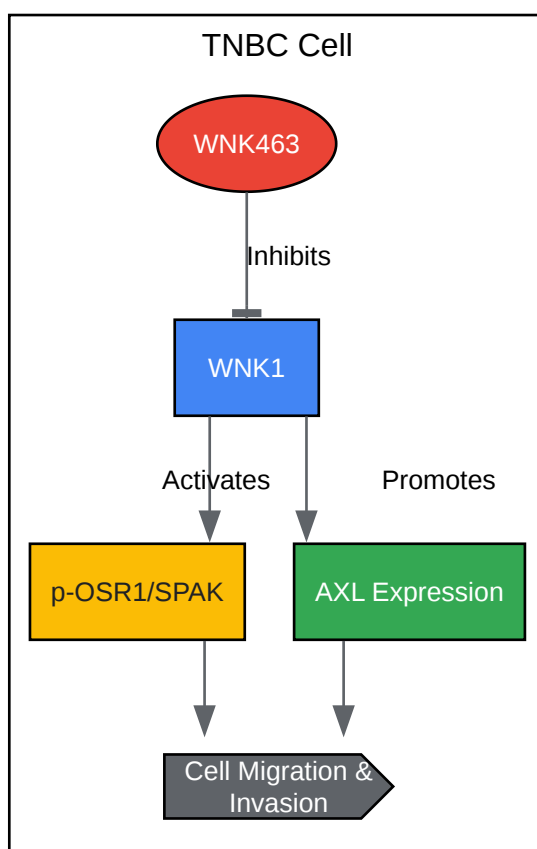 TNBC Cell
WNK463
Inhibits
WNK1
Activates
Promotes
p-OSR1/SPAK
AXL Expression
Cell Migration &
Invasion